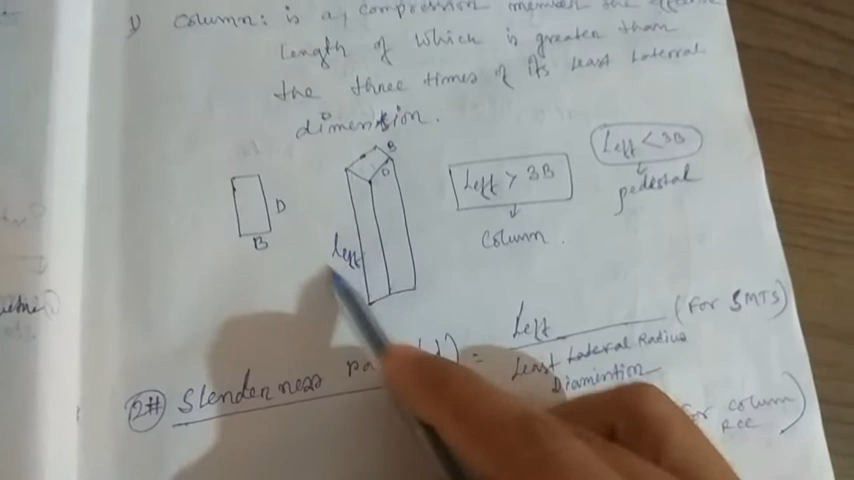 1) Column: is a, compression member the effective
length of which is greater than
the three times of its least lateral
dimension.
B
D
D
B
Leff
Leff > 3B
column.
Leff < 3B
pedestal
2# Slenderness
= Leff
Least Lateral Radius
Diamention
(For SMTS)
For column
RCC)